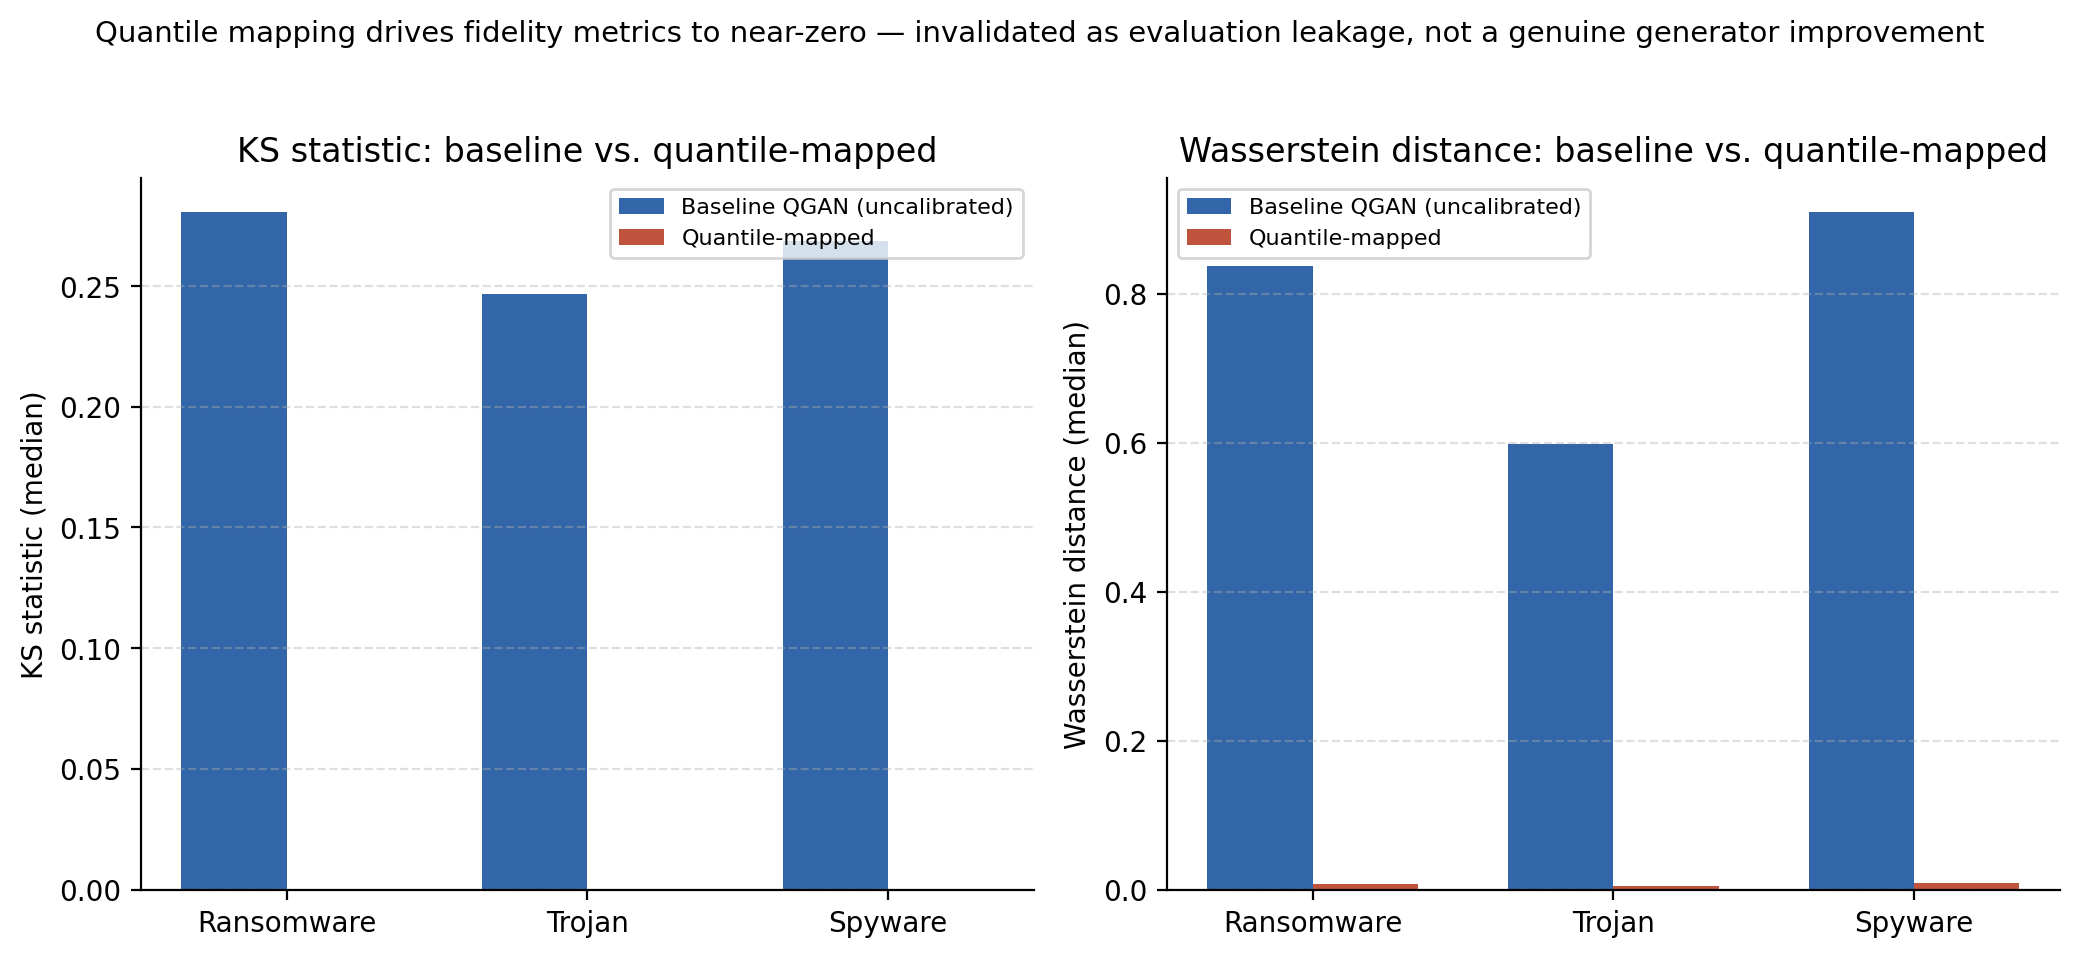 Quantile mapping drives fidelity metrics to near-zero — invalidated as evaluation leakage, not a genuine generator improvement
KS statistic: baseline vs. quantile-mapped
Baseline QGAN (uncalibrated)
Quantile-mapped
KS statistic (median)
0.25
0.20
0.15
0.10
0.05
0.00
Ransomware
Trojan
Spyware
Wasserstein distance: baseline vs. quantile-mapped
Baseline QGAN (uncalibrated)
Quantile-mapped
Wasserstein distance (median)
0.8
0.6
0.4
0.2
0.0
Ransomware
Trojan
Spyware